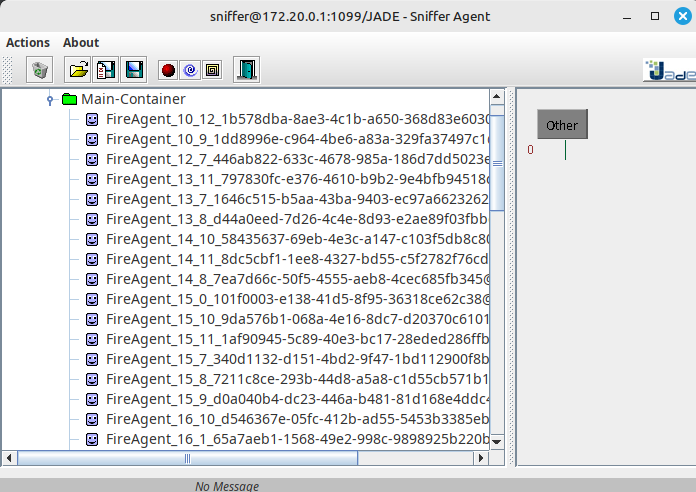 sniffer@172.20.0.1:1099/JADE - Sniffer Agent
Actions About
Jade
Main-Container
FireAgent_10_12_1b578dba-8ae3-4c1b-a650-368d83e6030
FireAgent_10_9_1dd8996e-c964-4be6-a83a-329fa37497c1
FireAgent_12_7_446ab822-633c-4678-985a-186d7dd5023e
FireAgent_13_11_797830fc-e376-4610-b9b2-9e4bfb94518
FireAgent_13_7_1646c515-b5aa-43ba-9403-ec97a6623262
FireAgent_13_8_d44a0eed-7d26-4c4e-8d93-e2ae89f03fbb
FireAgent_14_10_58435637-69eb-4e3c-a147-c103f5db8c80
FireAgent_14_11_8dc5cbf1-1ee8-4327-bd55-c5f2782f76cd
FireAgent_14_8_7ea7d66c-50f5-4555-aeb8-4cec685fb345@
FireAgent_15_0_101f0003-e138-41d5-8f95-36318ce62c38@
FireAgent_15_10_9da576b1-068a-4e16-8dc7-d20370c6101
FireAgent_15_11_1af90945-5c89-40e3-bc17-28eded286ffb
FireAgent_15_7_340d1132-d151-4bd2-9f47-1bd112900f8b
FireAgent_15_8_7211c8ce-293b-44d8-a5a8-c1d55cb571b1
FireAgent_15_9_d0a040b4-dc23-446a-b481-81d168e4ddc4
FireAgent_16_10_d546367e-05fc-412b-ad55-5453b3385eb
FireAgent_16_1_65a7aeb1-1568-49e2-998c-9898925b220b
Other
0
No Message